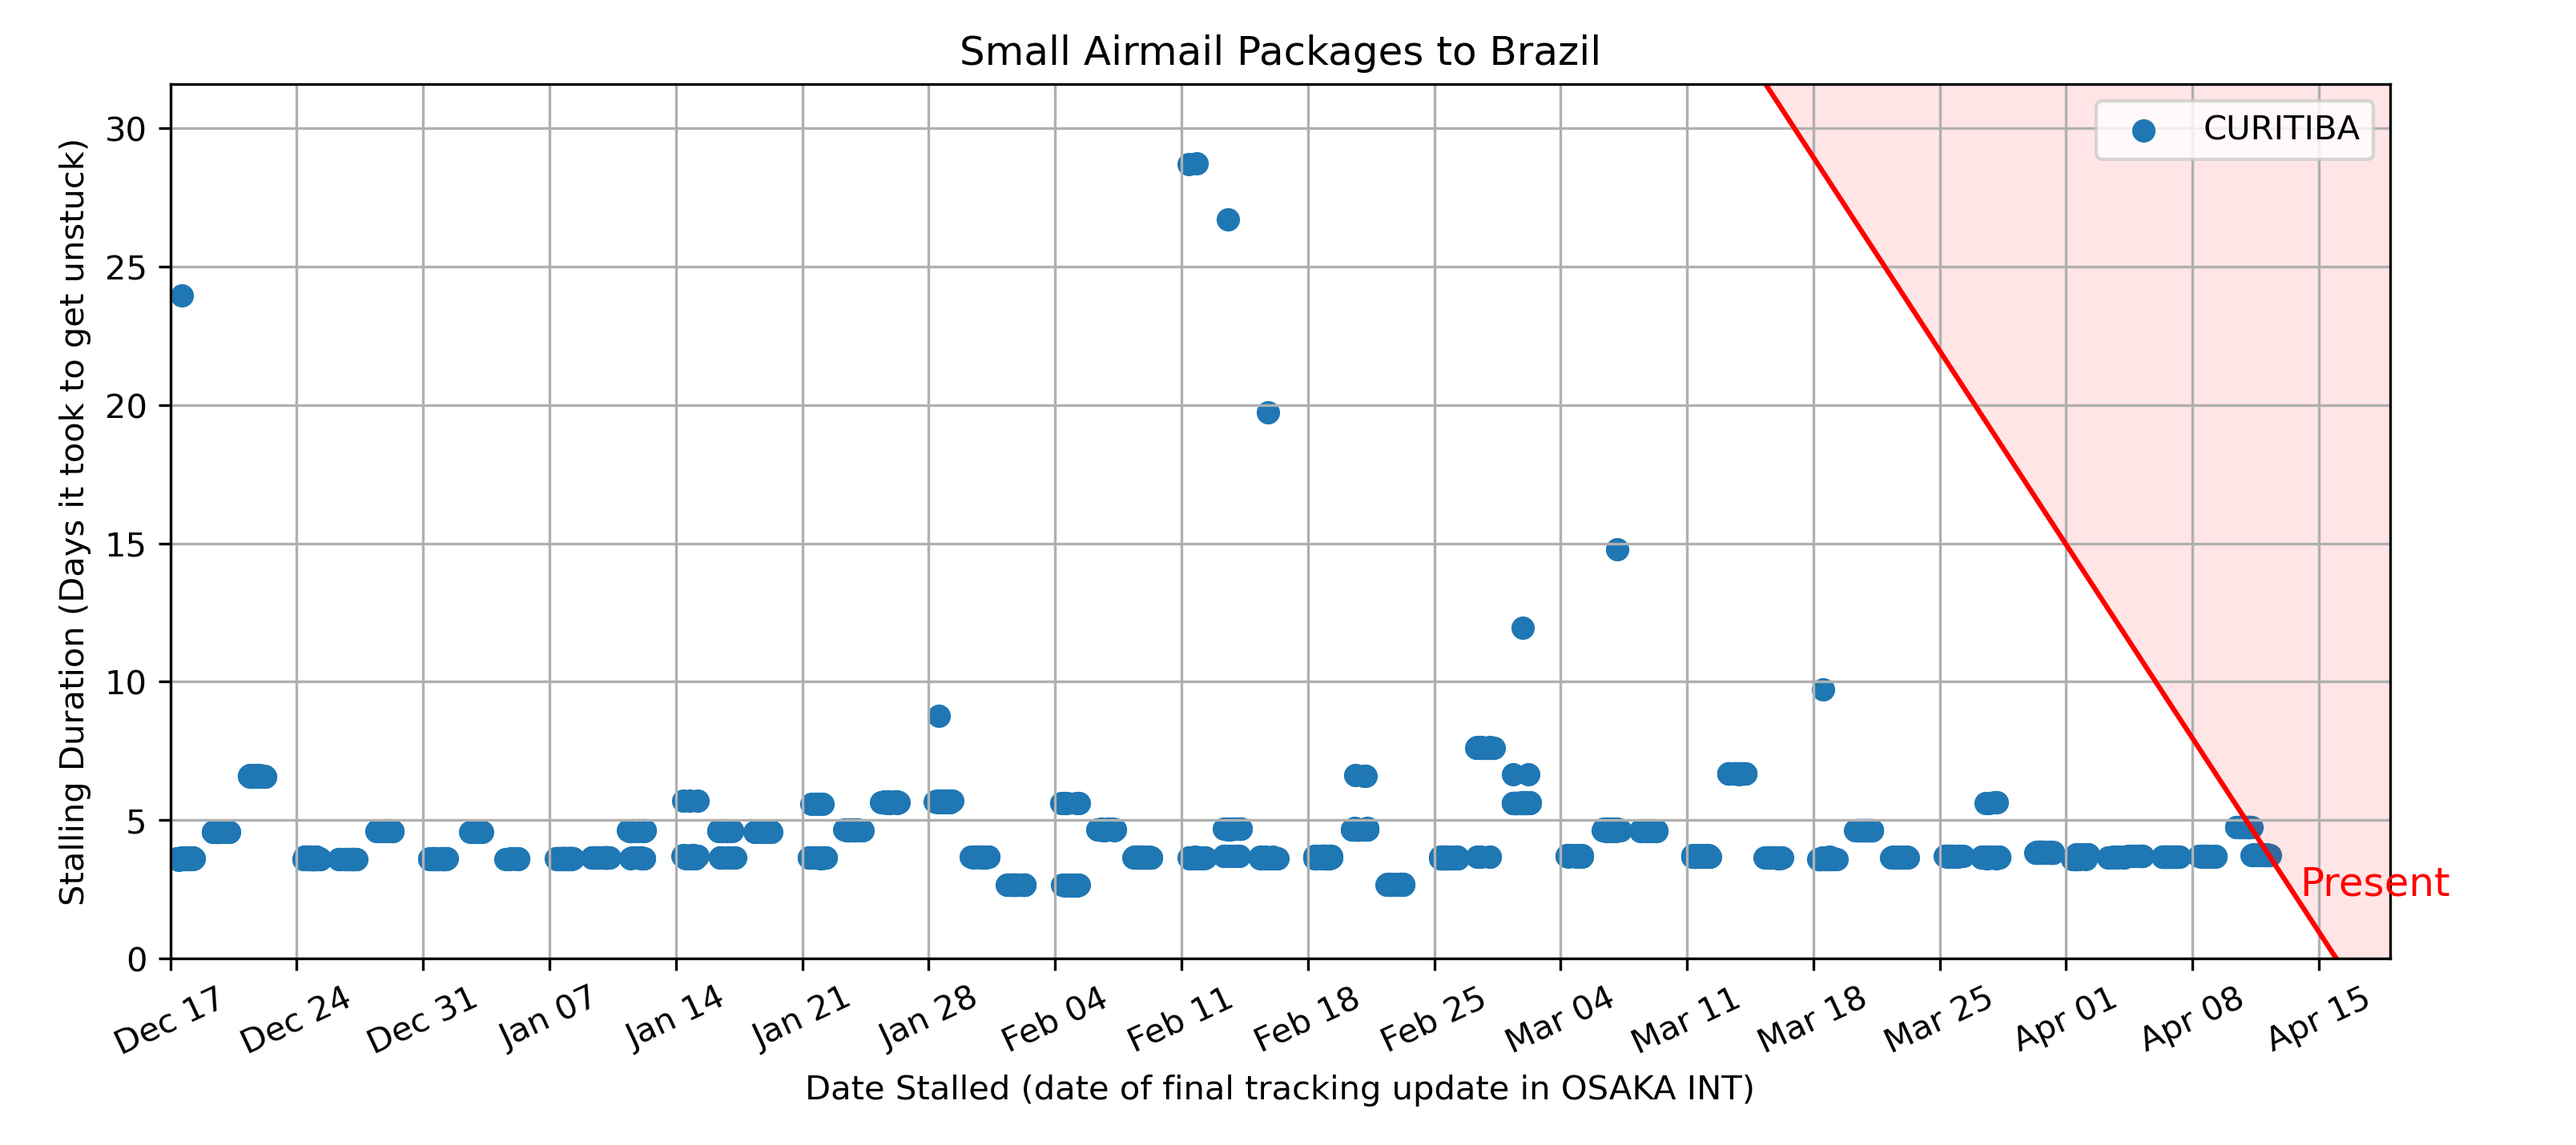 Small Airmail Packages to Brazil
CURITIBA
Stalling Duration (Days it took to get unstuck)
30
25
20
15
10
5
0
Present
Dec 17
Dec 24
Dec 31
Jan 07
Jan 14
Jan 21
Jan 28
Feb 04
Feb 11
Feb 18
Feb 25
Mar 04
Mar 11
Mar 18
Mar 25
Apr 01
Apr 08
Apr 15
Date Stalled (date of final tracking update in OSAKA INT)